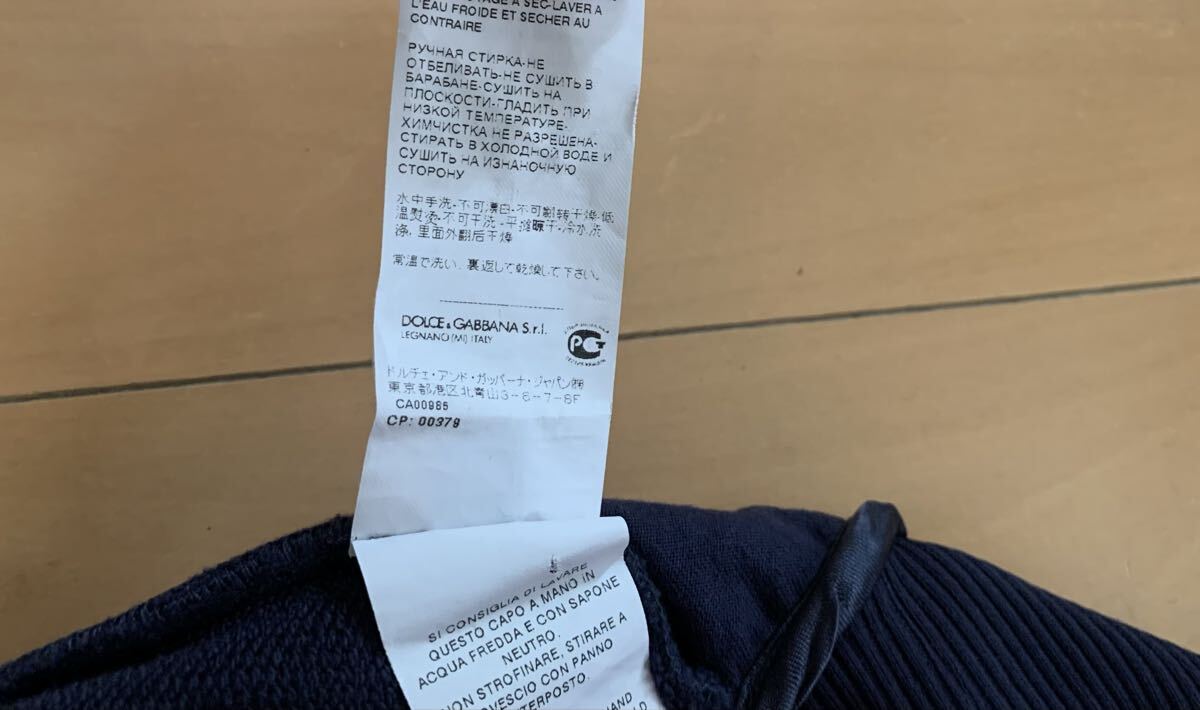 L'EAU FROIDE ET SECHER AU
CONTRAIRE
РУЧНАЯ СТИРКА-НЕ
ОТБЕЛИВАТЬ-НЕ СУШИТЬ В
БАРАБАНЕ-СУШИТЬ НА
ПЛОСКОСТИ-ГЛАДИТЬ ПРИ
НИЗКОЙ ТЕМПЕРАТУРЕ-
ХИМЧИСТКА НЕ РАЗРЕШЕНА-
СТИРАТЬ В ХОЛОДНОЙ ВОДЕ И
СУШИТЬ НА ИЗНАНОЧНУЮ
СТОРОНУ
水中手洗-不可漂白-不可翻转干燥-低
温熨烫-不可干洗-平摊晾干-冷水洗
涤, 里面外翻后干燥
常温で洗い、裏返して乾燥して下さい。
DOLCE & GABBANA S.r.l.
LEGNANO (MI) ITALY
PG
ドルチェ・アンド・ガッバーナ・ジャパン㈱
東京都港区北青山3-6-7-8F
CA00985
CP: 00379
SI CONSIGLIA DI LAVARE
QUESTO CAPO A MANO IN
ACQUA FREDDA E CON SAPONE
NEUTRO.
NON STROFINARE, STIRARE A
ROVESCIO CON PANNO
INTERPOSTO.
HAND